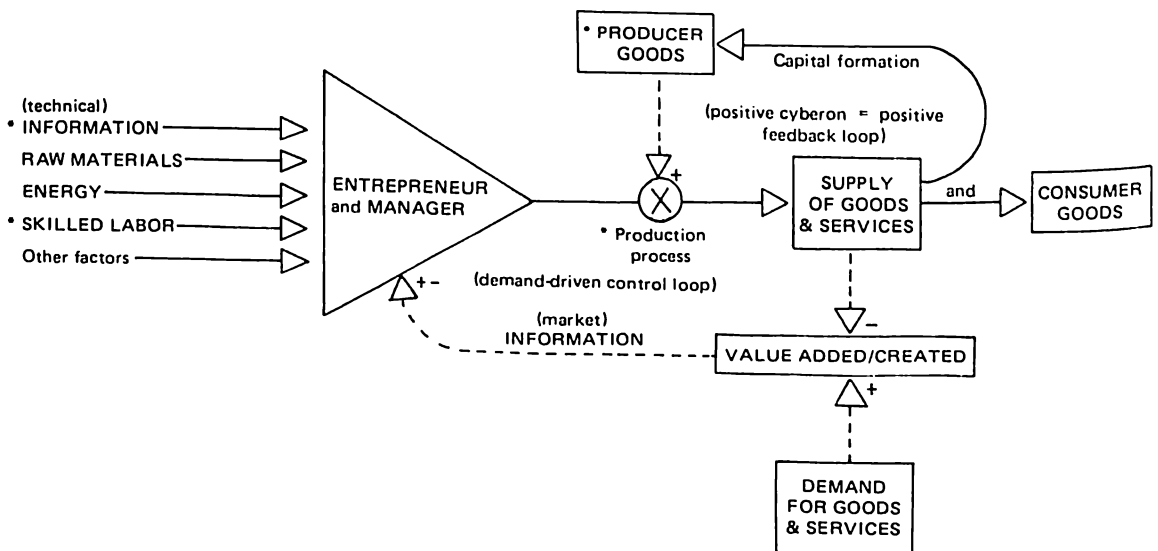 • PRODUCER
GOODS
Capital formation
(positive cyberon = positive
feedback loop)
(technical)
• INFORMATION
RAW MATERIALS
ENERGY
• SKILLED LABOR
Other factors
ENTREPRENEUR
and MANAGER
+ -
+
X
• Production
process
(demand-driven control loop)
SUPPLY
OF GOODS
& SERVICES
and
CONSUMER
GOODS
(market)
INFORMATION
-
VALUE ADDED/CREATED
+
DEMAND
FOR GOODS
& SERVICES